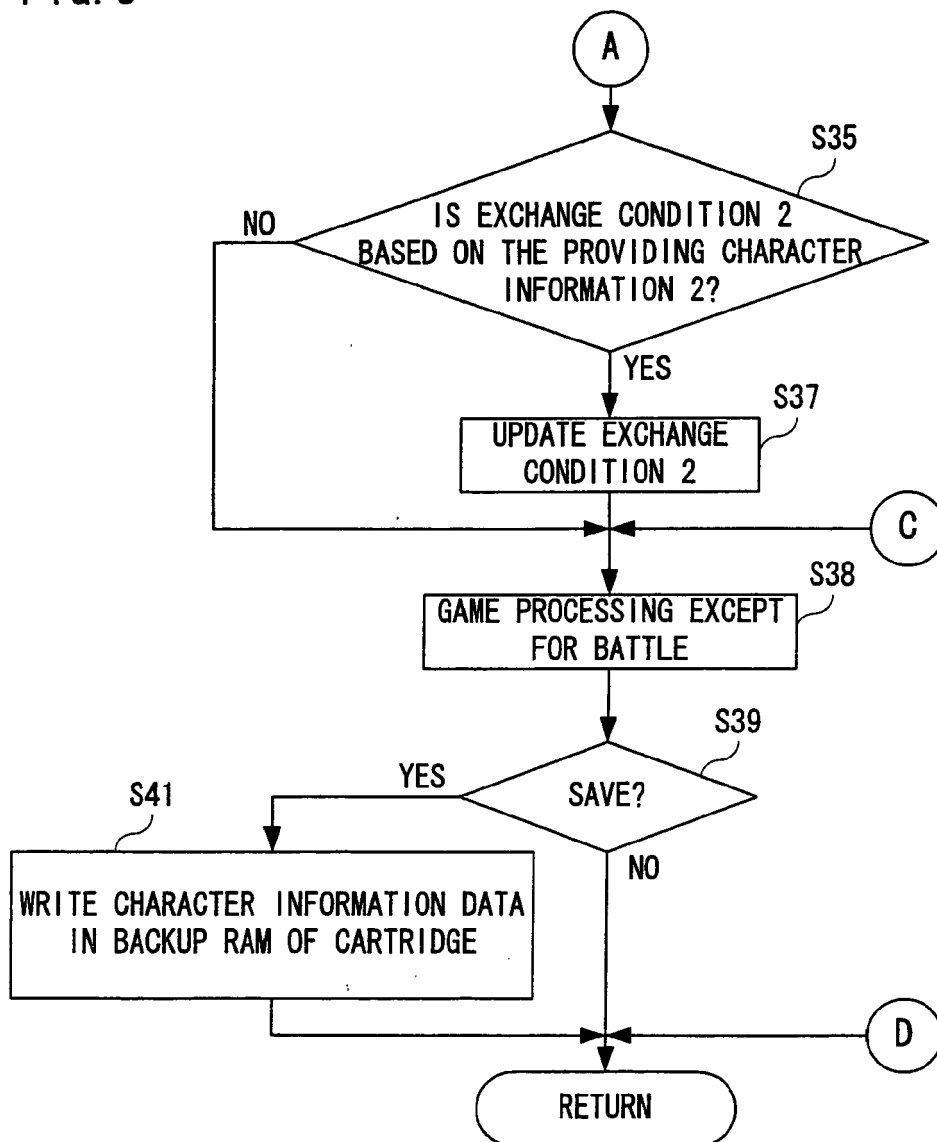 A
S35
IS EXCHANGE CONDITION 2
BASED ON THE PROVIDING CHARACTER
INFORMATION 2?
NO
YES
S37
UPDATE EXCHANGE
CONDITION 2
C
S38
GAME PROCESSING EXCEPT
FOR BATTLE
S39
SAVE?
YES
NO
S41
WRITE CHARACTER INFORMATION DATA
IN BACKUP RAM OF CARTRIDGE
D
RETURN